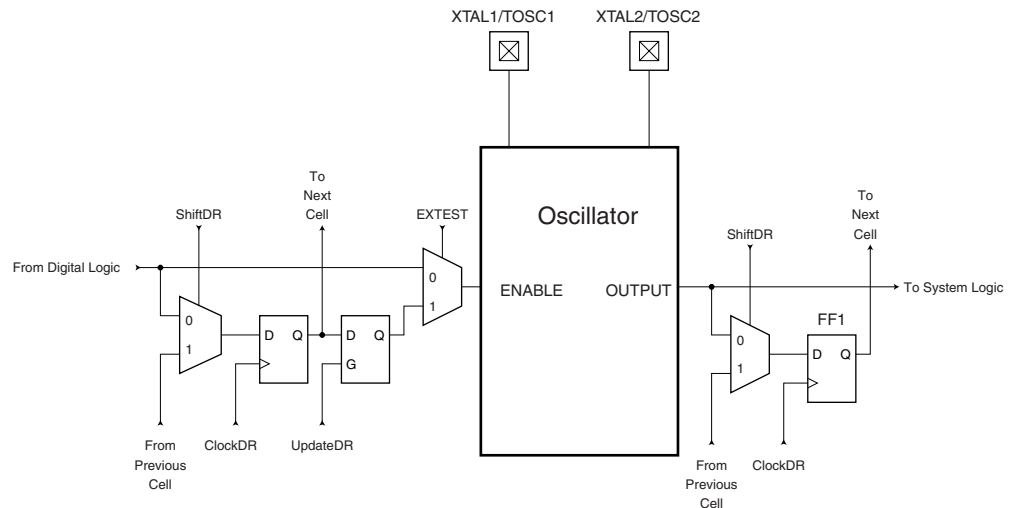 XTAL1/TOSC1
XTAL2/TOSC2
To
Next
Cell
ShiftDR
EXTEST
From Digital Logic
0
1
D Q
D Q
G
0
1
From
Previous
Cell
ClockDR
UpdateDR
Oscillator
ENABLE
OUTPUT
To
Next
Cell
ShiftDR
To System Logic
FF1
0
1
D Q
From
Previous
Cell
ClockDR